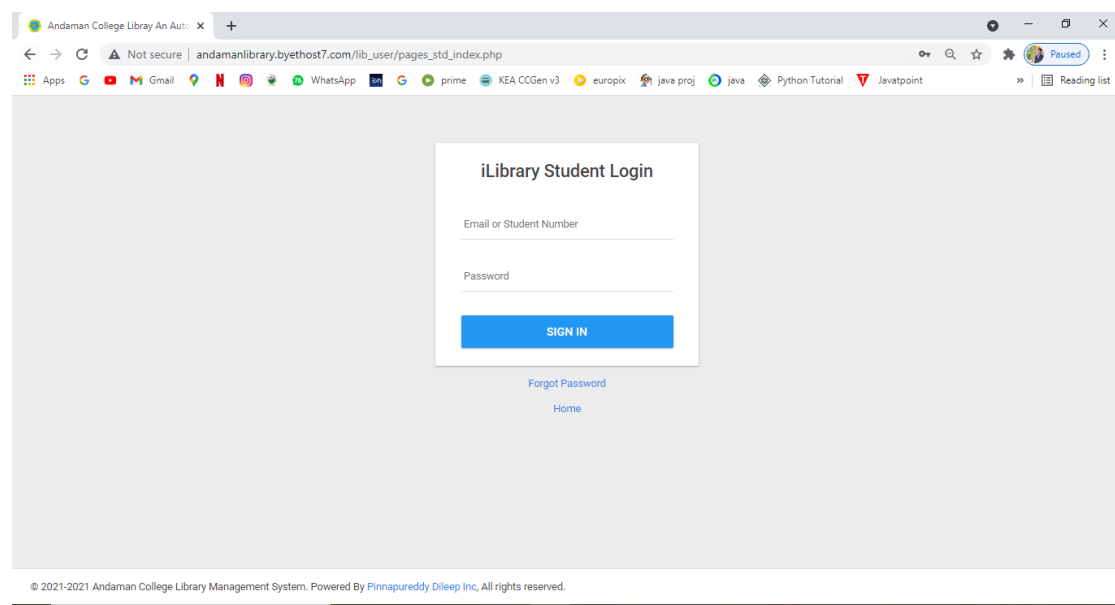 Andaman College Libray An Auto
Not secure | andamanlibrary.byethost7.com/lib_user/pages_std_index.php
Paused
Apps G M Gmail N 76 WhatsApp G prime KEA CCGen v3 europix java proj java Python Tutorial Javatpoint » Reading list
iLibrary Student Login
Email or Student Number
Password
SIGN IN
Forgot Password
Home
© 2021-2021 Andaman College Library Management System. Powered By Pinnapureddy Dileep Inc, All rights reserved.